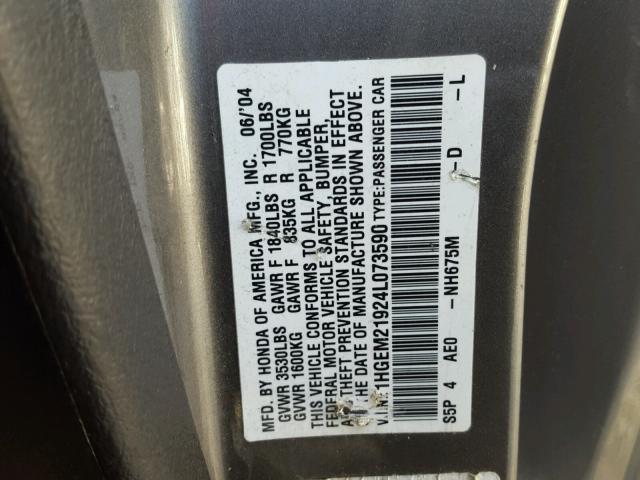 MFD. BY HONDA OF AMERICA MFG., INC. 06/'04
GVWR 3530LBS GAWR F 1840LBS R 1700LBS
GVWR 1600KG GAWR F 835KG R 770KG
THIS VEHICLE CONFORMS TO ALL APPLICABLE
FEDERAL MOTOR VEHICLE SAFETY, BUMPER,
AND THEFT PREVENTION STANDARDS IN EFFECT
AT THE DATE OF MANUFACTURE SHOWN ABOVE.
V.I.N.: 1HGEM21924L073590 TYPE:PASSENGER CAR
S5P 4 AE0 -NH675M -D -L